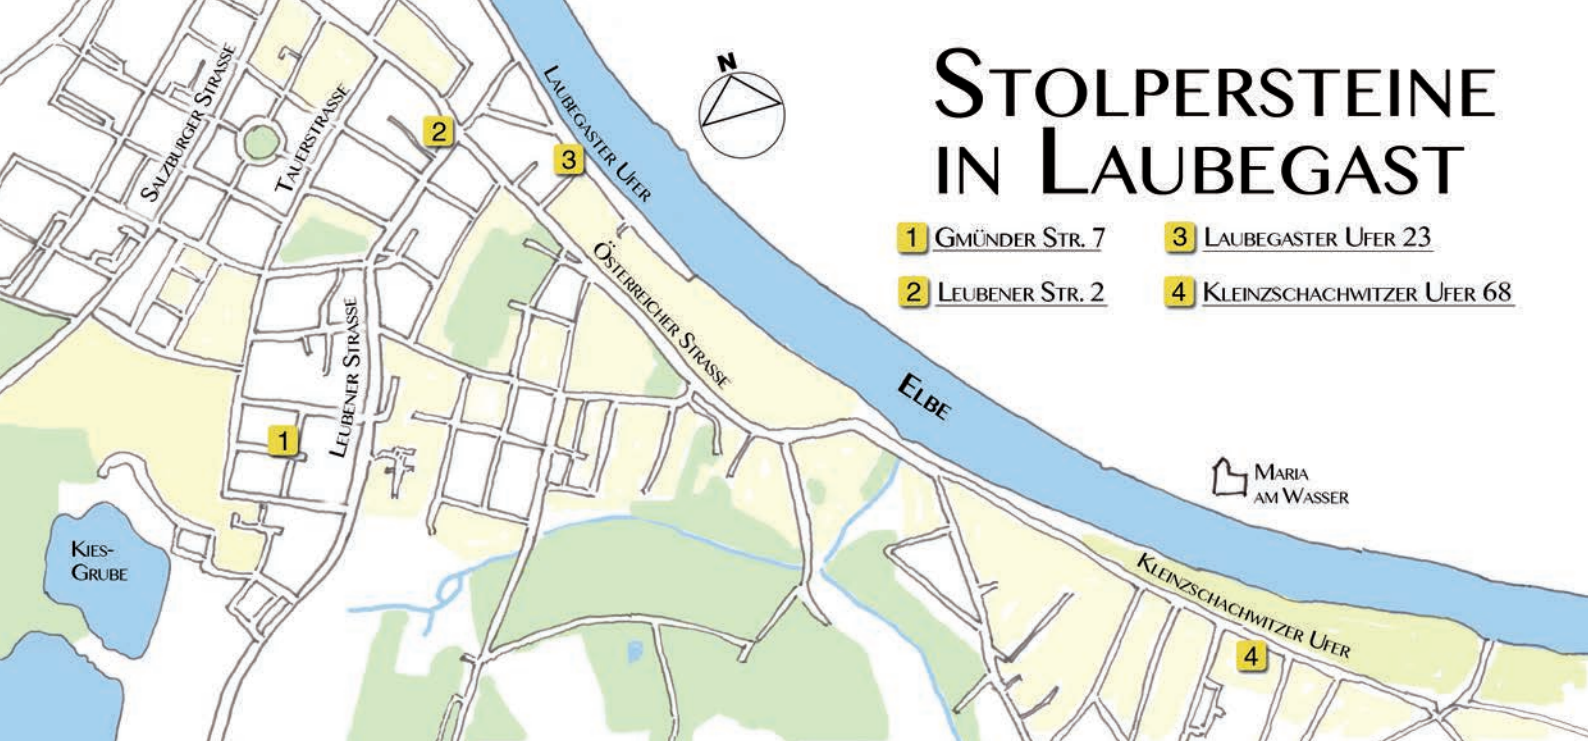 Stolpersteine
in Laubegast
1 Gmünder Str. 7
2 Leubener Str. 2
3 Laubegaster Ufer 23
4 Kleinzschachwitzer Ufer 68
N
Salzburger Straße
Tauerstraße
Laubegaster Ufer
2
3
Österreicher Strasse
Leubener Straße
1
Elbe
Maria
am Wasser
Kies-
Grube
Kleinzschachwitzer Ufer
4